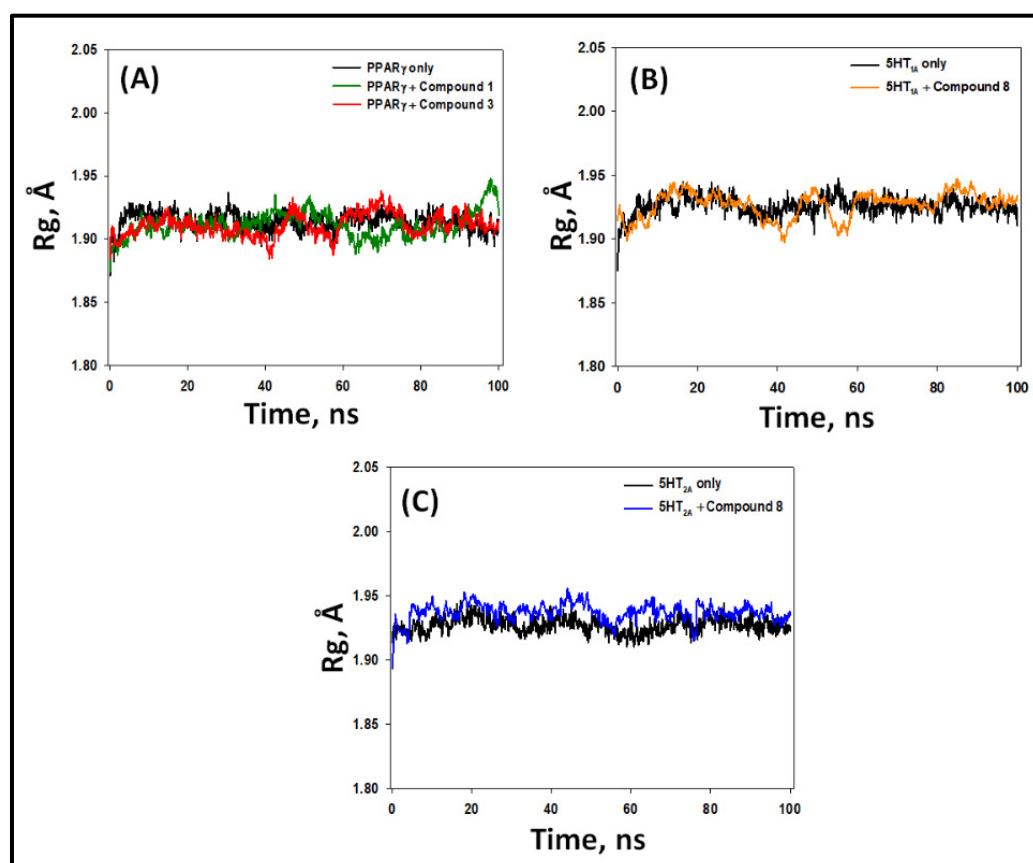 (A)
PPARγ only
PPARγ + Compound 1
PPARγ + Compound 3
2.05
2.00
1.95
1.90
1.85
1.80
Rg, Å
0 20 40 60 80 100
Time, ns
(B)
5HT1A only
5HT1A + Compound 8
2.05
2.00
1.95
1.90
1.85
1.80
Rg, Å
0 20 40 60 80 100
Time, ns
(C)
5HT2A only
5HT2A + Compound 8
2.05
2.00
1.95
1.90
1.85
1.80
Rg, Å
0 20 40 60 80 100
Time, ns